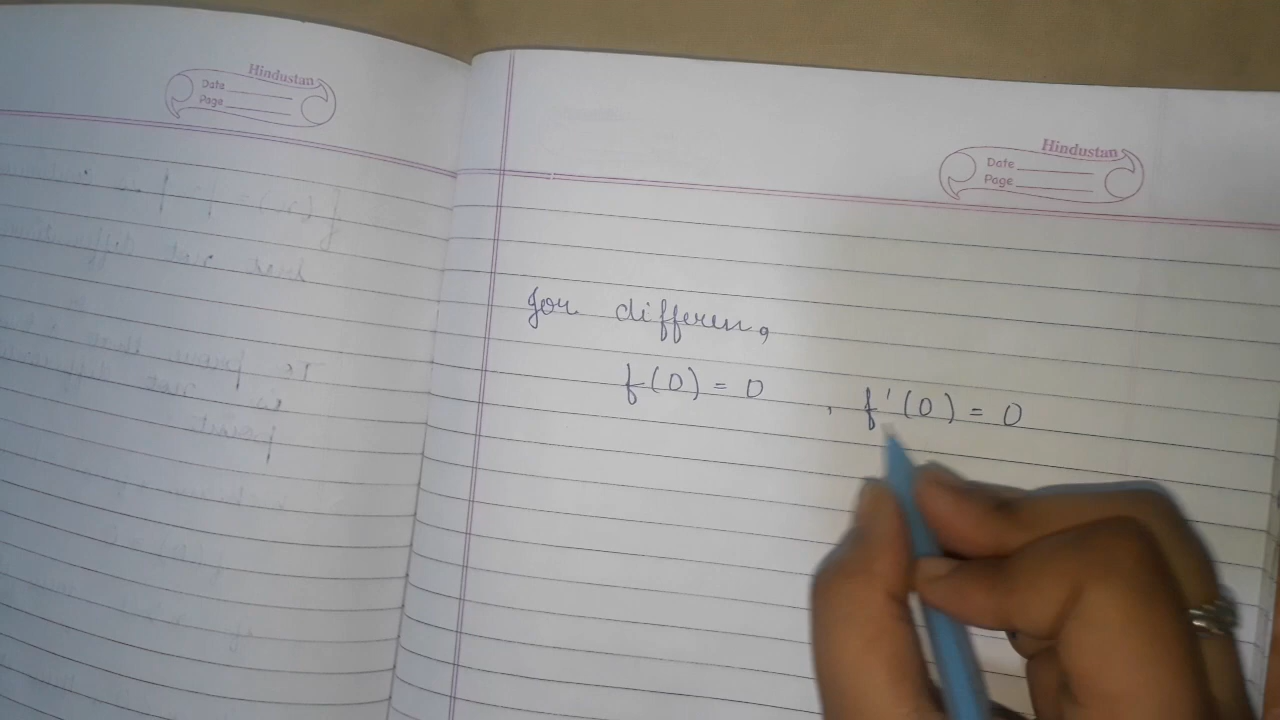 Hindustan
Date
Page
Hindustan
Date
Page
for differen,
f(0) = 0 , f'(0) = 0